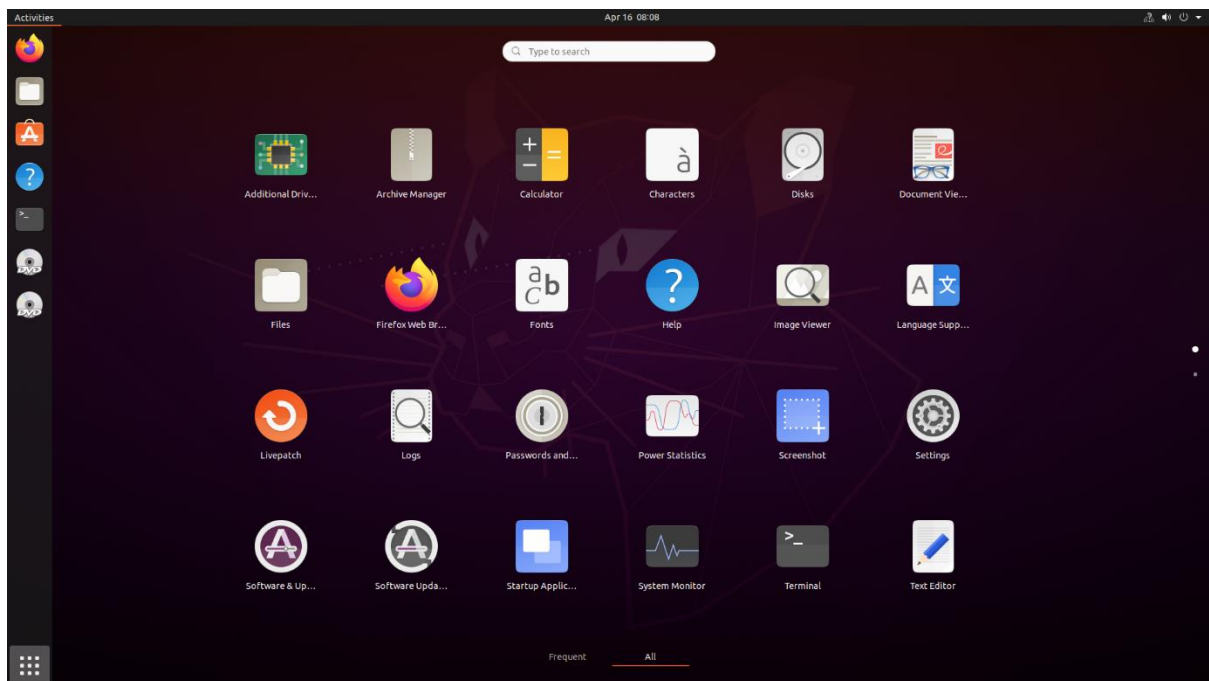 Activities
Apr 16 08:08
Type to search
Additional Driv...
Archive Manager
Calculator
Characters
Disks
Document Vie...
Files
Firefox Web Br...
Fonts
Help
Image Viewer
Language Supp...
Livepatch
Logs
Passwords and...
Power Statistics
Screenshot
Settings
Software & Up...
Software Upda...
Startup Applic...
System Monitor
Terminal
Text Editor
Frequent
All